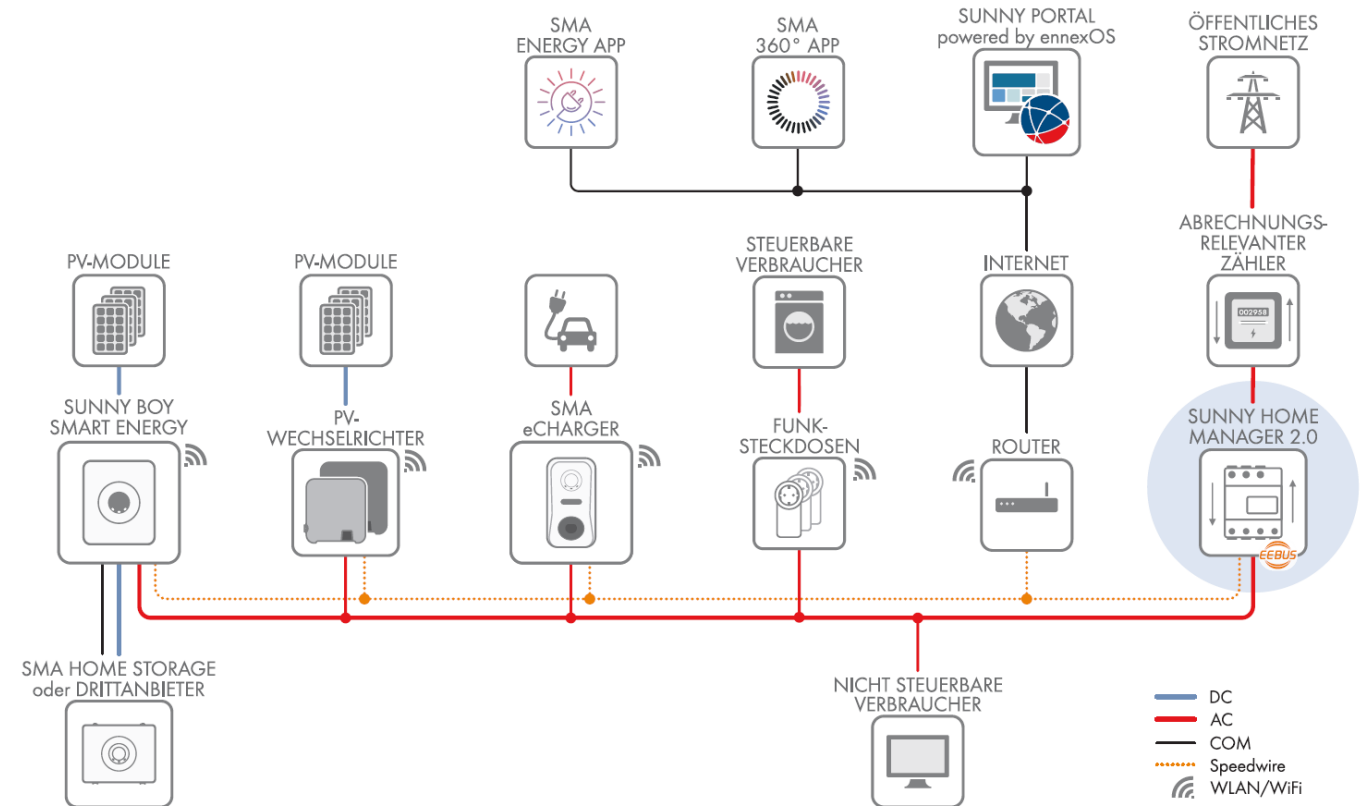 SMA
ENERGY APP
SMA
360° APP
SUNNY PORTAL
powered by ennexOS
ÖFFENTLICHES
STROMNETZ
PV-MODULE
PV-MODULE
STEUERBARE
VERBRAUCHER
INTERNET
ABRECHNUNGS-
RELEVANTER
ZÄHLER
002958
SUNNY BOY
SMART ENERGY
PV-
WECHSELRICHTER
SMA
eCHARGER
FUNK-
STECKDOSEN
ROUTER
SUNNY HOME
MANAGER 2.0
EEBUS
SMA HOME STORAGE
oder DRITTANBIETER
NICHT STEUERBARE
VERBRAUCHER
DC
AC
COM
Speedwire
WLAN/WiFi